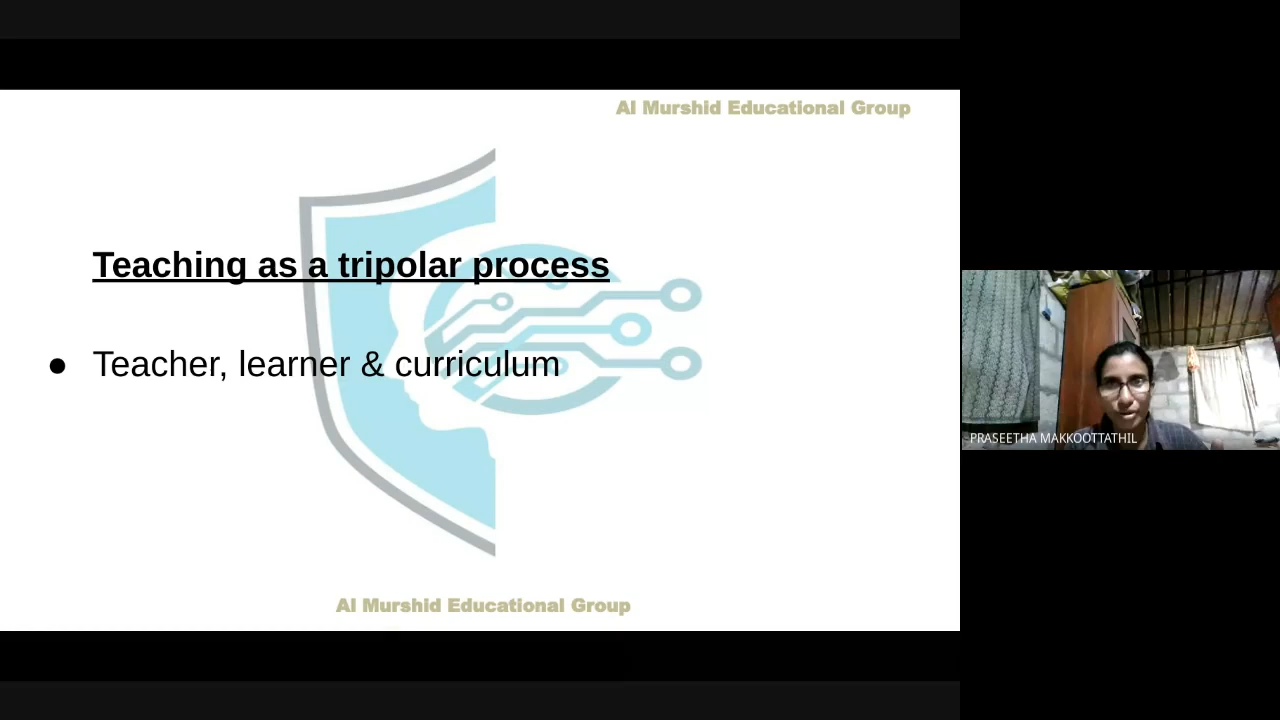 Al Murshid Educational Group
Teaching as a tripolar process
● Teacher, learner & curriculum
PRASEETHA MAKKOOTTATHIL
Al Murshid Educational Group